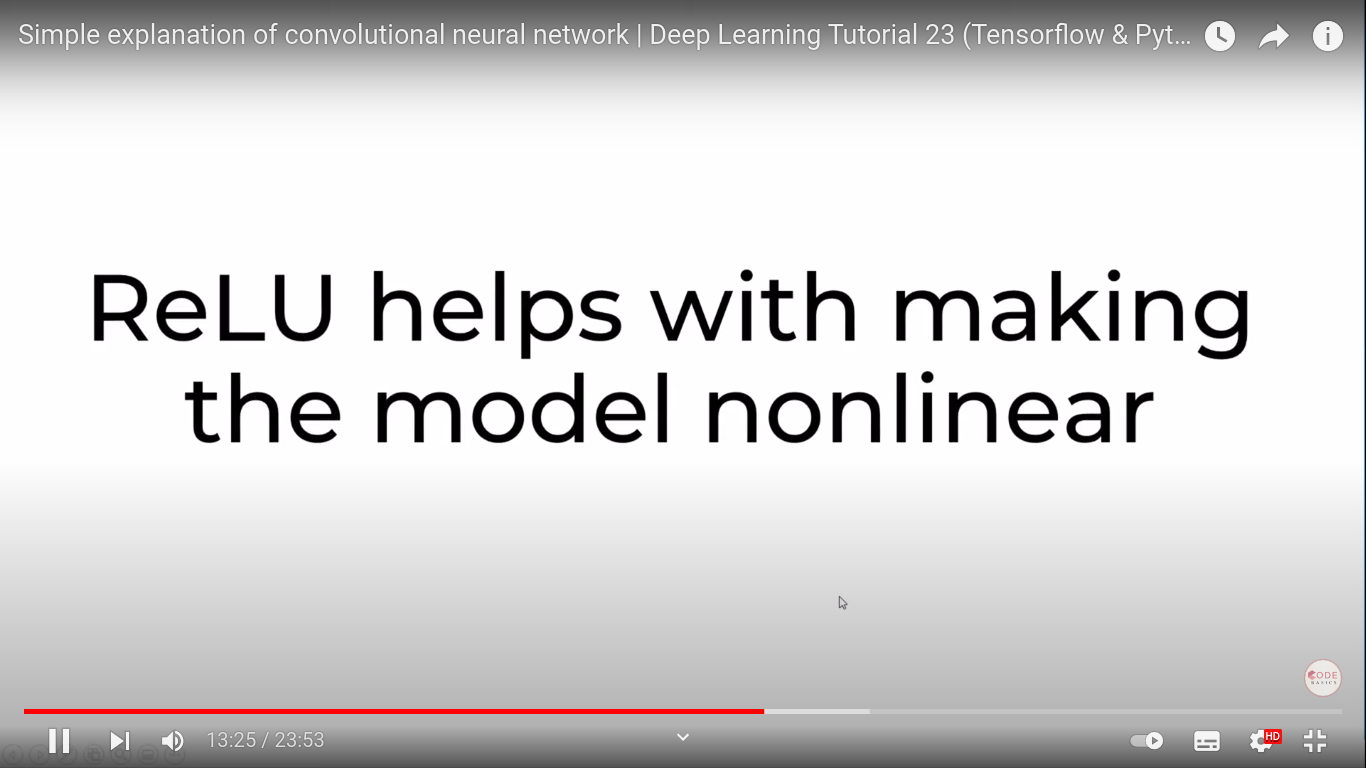 Simple explanation of convolutional neural network | Deep Learning Tutorial 23 (Tensorflow & Pyt...
ReLU helps with making
the model nonlinear
CODE
BASICS
13:25 / 23:53
HD